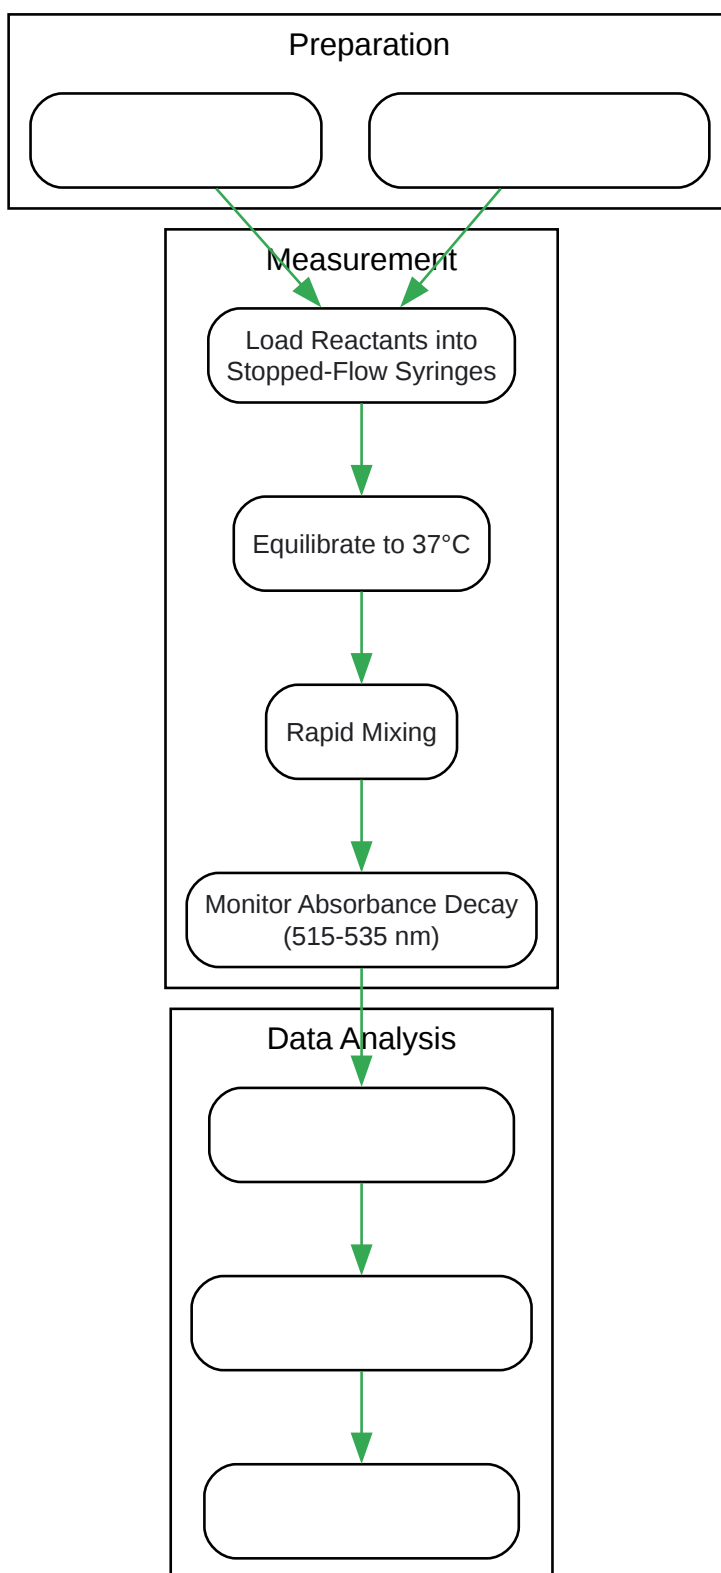 Preparation
Measurement
Load Reactants into
Stopped-Flow Syringes
Equilibrate to 37°C
Rapid Mixing
Monitor Absorbance Decay
(515-535 nm)
Data Analysis